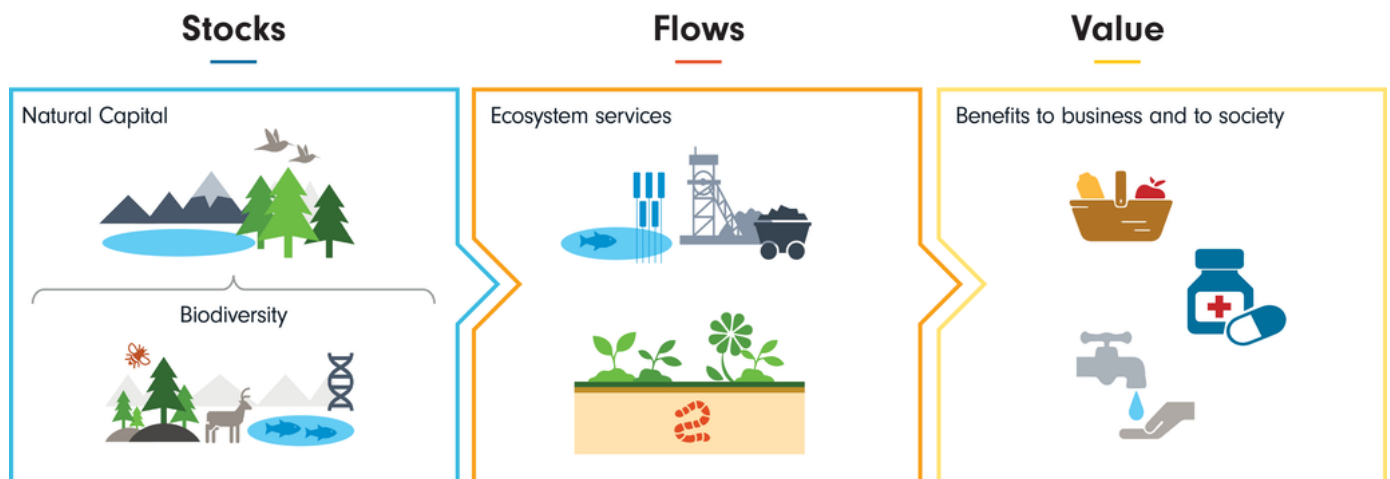 Stocks
Flows
Value
Natural Capital
Biodiversity
Ecosystem services
Benefits to business and to society